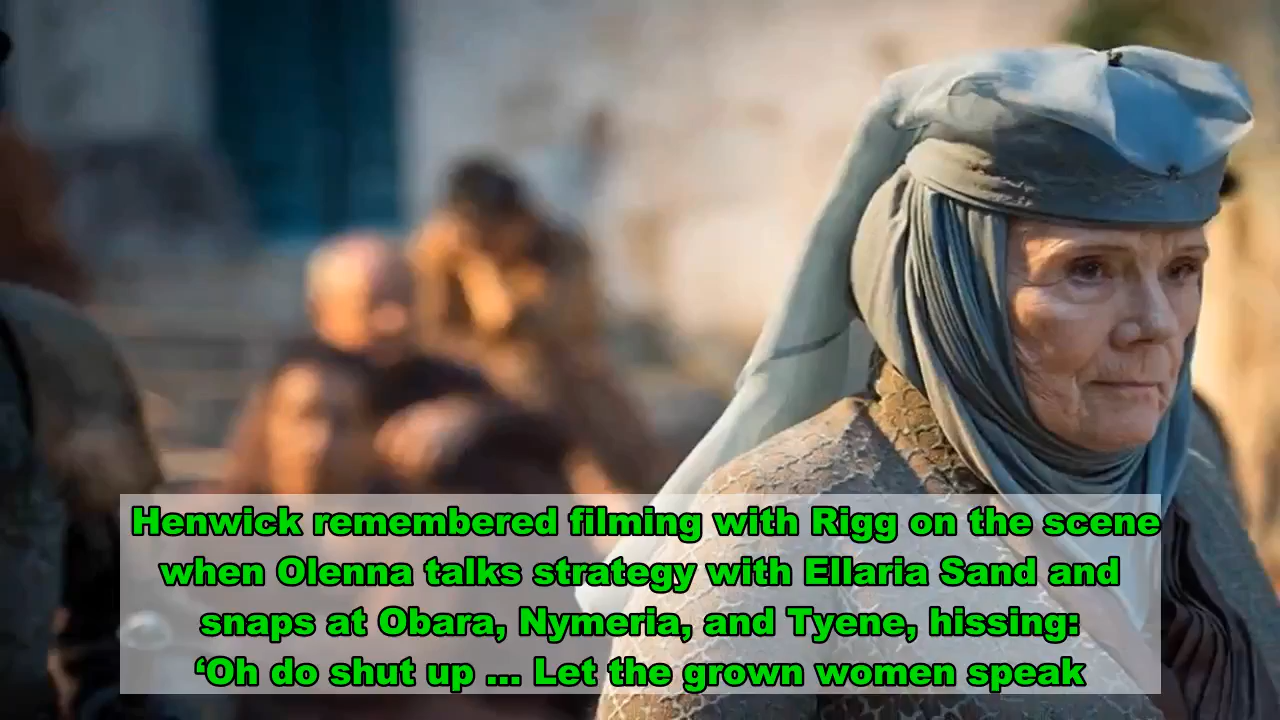 Henwick remembered filming with Rigg on the scene
when Olenna talks strategy with Ellaria Sand and
snaps at Obara, Nymeria, and Tyene, hissing:
‘Oh do shut up ... Let the grown women speak